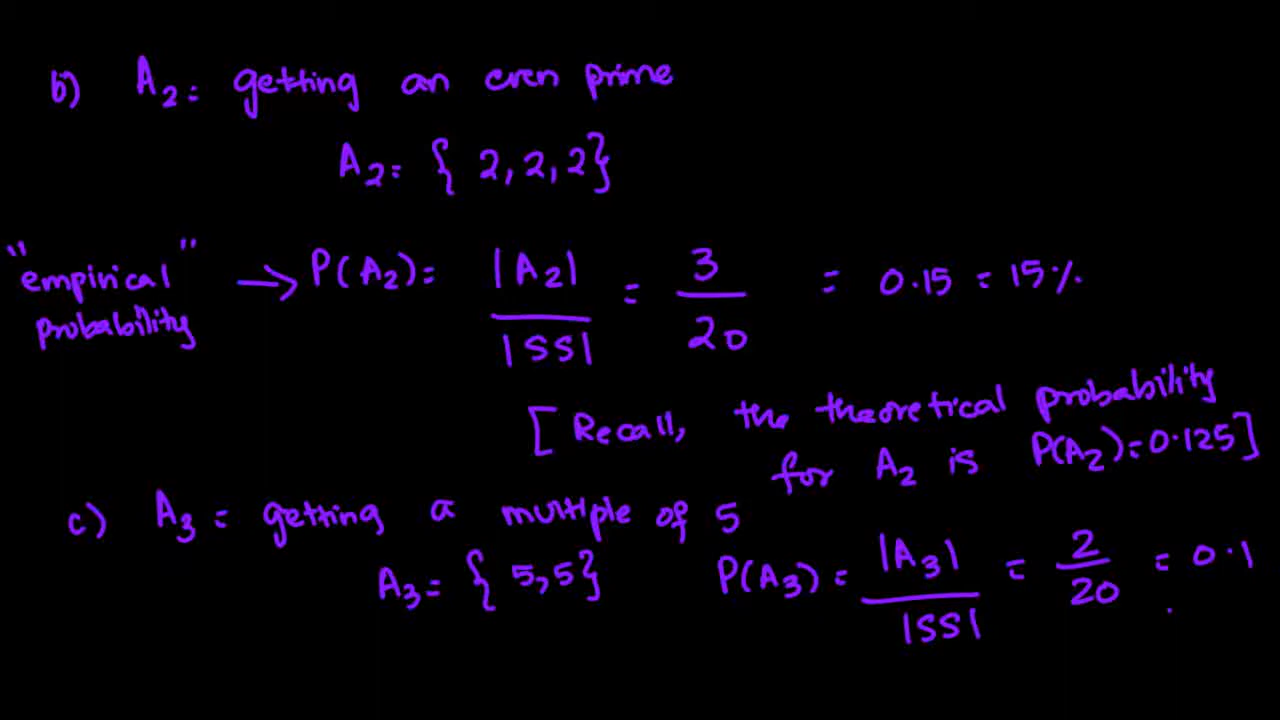 b) A₂= getting an even prime
A₂= { 2, 2, 2}
"empirical" probability → P(A₂)= |A₂| / |SS| = 3 / 20 = 0.15 = 15%
[Recall, the theoretical probability
for A₂ is P(A₂)=0.125]
c) A₃ = getting a multiple of 5
A₃= { 5,5} P(A₃) = |A₃| / |SS| = 2 / 20 = 0.1